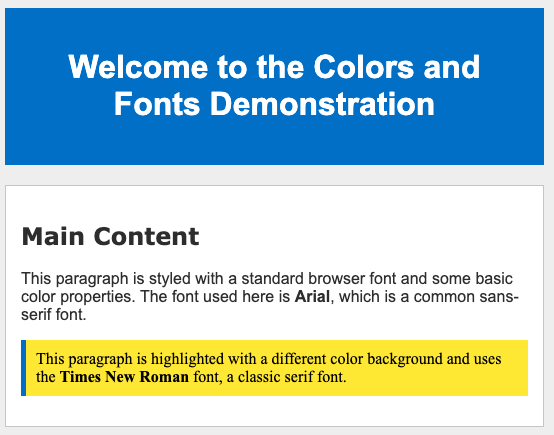 Welcome to the Colors and
Fonts Demonstration
Main Content
This paragraph is styled with a standard browser font and some basic
color properties. The font used here is Arial, which is a common sans-
serif font.
This paragraph is highlighted with a different color background and uses
the Times New Roman font, a classic serif font.